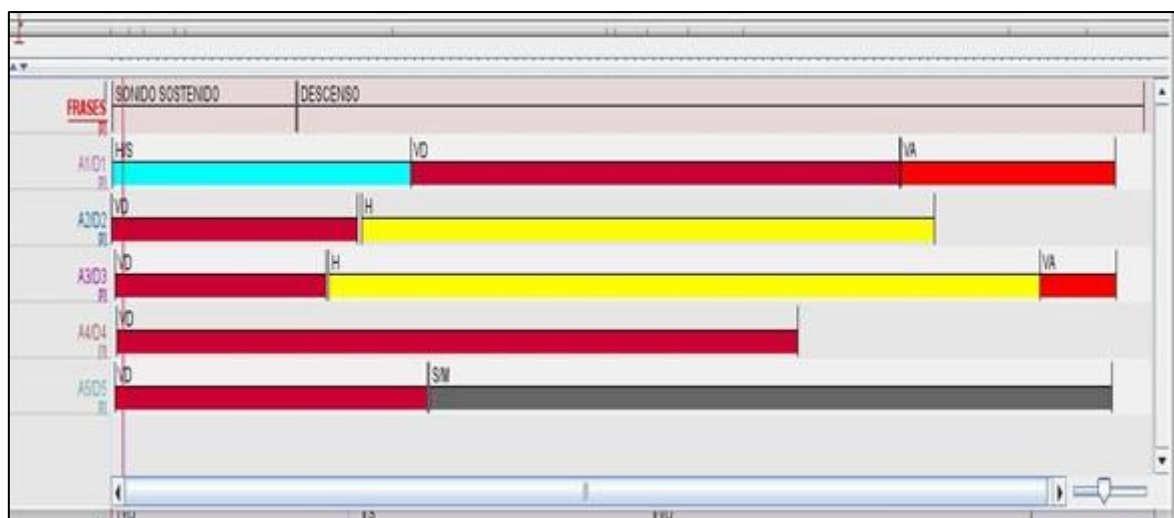 SONIDO SOSTENIDO DESCENSO
FRASES
H/S VD VA
A1/D1
VD H
A2/D2
VD H VA
A3/D3
VD
A4/D4
VD S/M
A5/D5